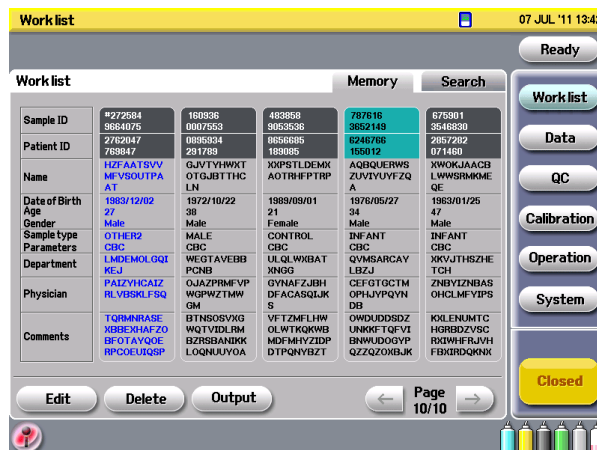 Work list
07 JUL '11 13:42
Ready
Work list
Memory
Search
Work list
Data
QC
Calibration
Operation
System
Closed
Sample ID
#272584
9664075
160936
0007553
483858
9053536
787616
3652149
675901
3546830
Patient ID
2762047
769847
0895934
291789
8656685
189085
6246766
155012
2857282
071460
Name
HZFAATSVV
MFVSOUTPA
AT
GJVTYHWXT
OTGJBTTHC
LN
XXPSTLDEMX
AOTRHFPTRP
AQBQUERWS
ZUVIYUYFZQ
A
XWOKJAACB
LWWSRMKME
QE
Date of Birth
1983/12/02
1972/10/22
1989/09/01
1976/05/27
1963/01/25
Age
27
38
21
34
47
Gender
Male
Male
Female
Male
Male
Sample type
OTHER2
MALE
CONTROL
INFANT
INFANT
Parameters
CBC
CBC
CBC
CBC
CBC
Department
LMDEMOLGQI
KEJ
WEGTAVEBB
PCNB
ULQLWXBAT
XNGG
QVMSARCAY
LBZJ
XKVJTHSZHE
TCH
Physician
PAIZYHCAIZ
RLVBSKLFSQ
OJAZPRMFVP
WGPWZTMW
GM
GYNAFZJBH
DFACASQIJK
S
CEFGTGCTM
OPHJYPQYN
DB
ZNBYIZNBAS
OHCLMFYIPS
Comments
TQRMNRASE
XBBEXHAFZO
BFOTAYQOE
RPCOEUIQSP
BTNSOSVXG
WQTVIDLRM
BZRSBANIKK
LOQNUUYOA
VFTZMFLHW
OLWTKQKWB
MDFMHYZIDP
DTPQNYBZT
OWDUDDSDZ
UNKKFTQFVI
BNWUDOGYP
QZZQZOXBJK
KXLENUMTC
HGRBDZVSC
RXIWHFRJVH
FBXIRDQKNX
Edit
Delete
Output
Page
10/10